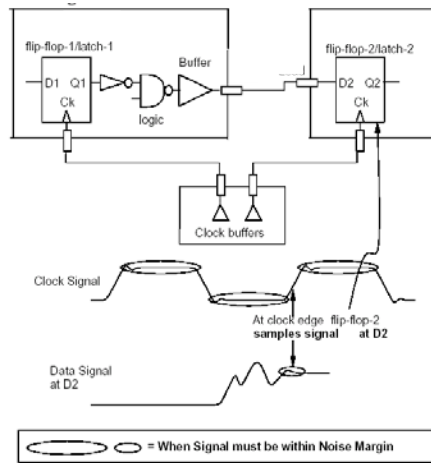 flip-flop-1/latch-1
flip-flop-2/latch-2
Buffer
D1 Q1
D2 Q2
Ck
Ck
logic
Clock buffers
Clock Signal
At clock edge flip-flop-2
samples signal at D2
Data Signal
at D2
= When Signal must be within Noise Margin